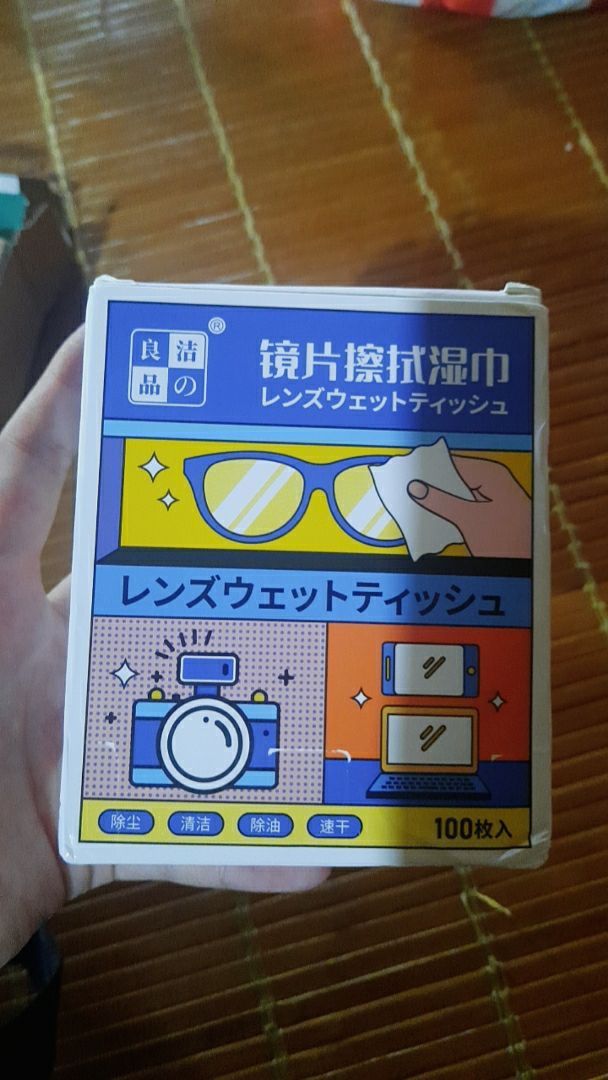 良洁
品の
®
镜片擦拭湿巾
レンズウェットティッシュ
レンズウェットティッシュ
除尘 清洁 除油 速干
100枚入